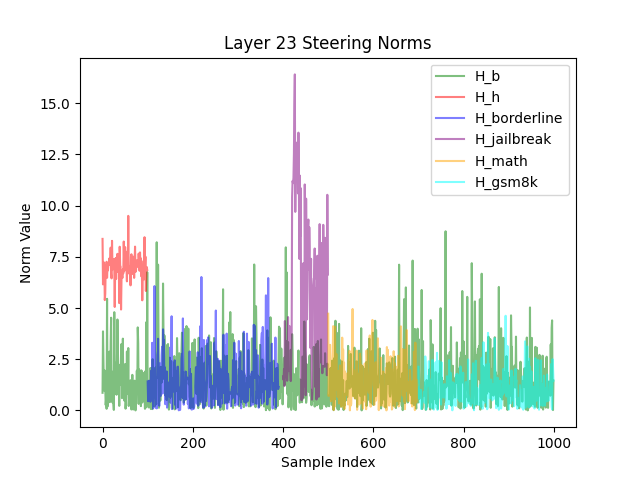 Layer 23 Steering Norms
H_b
H_h
H_borderline
H_jailbreak
H_math
H_gsm8k
Norm Value
15.0
12.5
10.0
7.5
5.0
2.5
0.0
0 200 400 600 800 1000
Sample Index